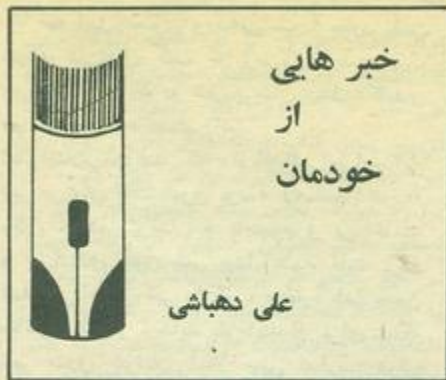 خبر هایی
از
خودمان
علی دهباشی